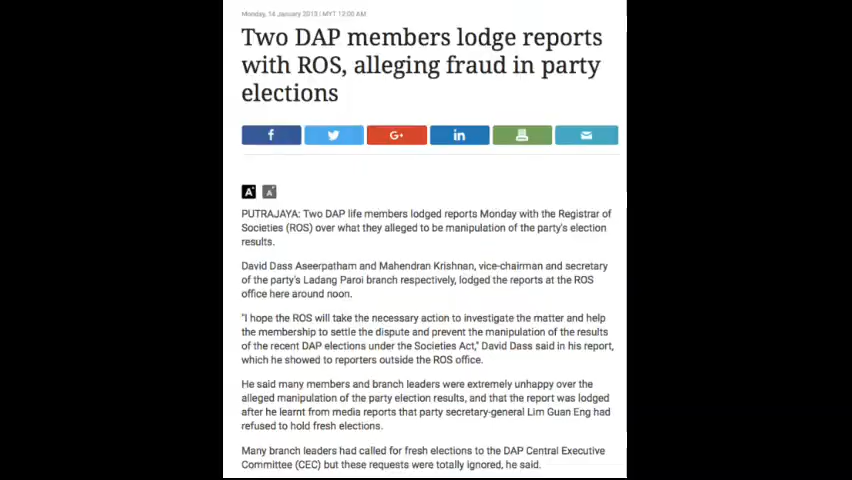 Monday, 14 January 2013 | MYT 12:00 AM
Two DAP members lodge reports
with ROS, alleging fraud in party
elections
f
G+
in
A+
A
PUTRAJAYA: Two DAP life members lodged reports Monday with the Registrar of
Societies (ROS) over what they alleged to be manipulation of the party's election
results.
David Dass Aseerpatham and Mahendran Krishnan, vice-chairman and secretary
of the party's Ladang Paroi branch respectively, lodged the reports at the ROS
office here around noon.
"I hope the ROS will take the necessary action to investigate the matter and help
the membership to settle the dispute and prevent the manipulation of the results
of the recent DAP elections under the Societies Act," David Dass said in his report,
which he showed to reporters outside the ROS office.
He said many members and branch leaders were extremely unhappy over the
alleged manipulation of the party election results, and that the report was lodged
after he learnt from media reports that party secretary-general Lim Guan Eng had
refused to hold fresh elections.
Many branch leaders had called for fresh elections to the DAP Central Executive
Committee (CEC) but these requests were totally ignored, he said.